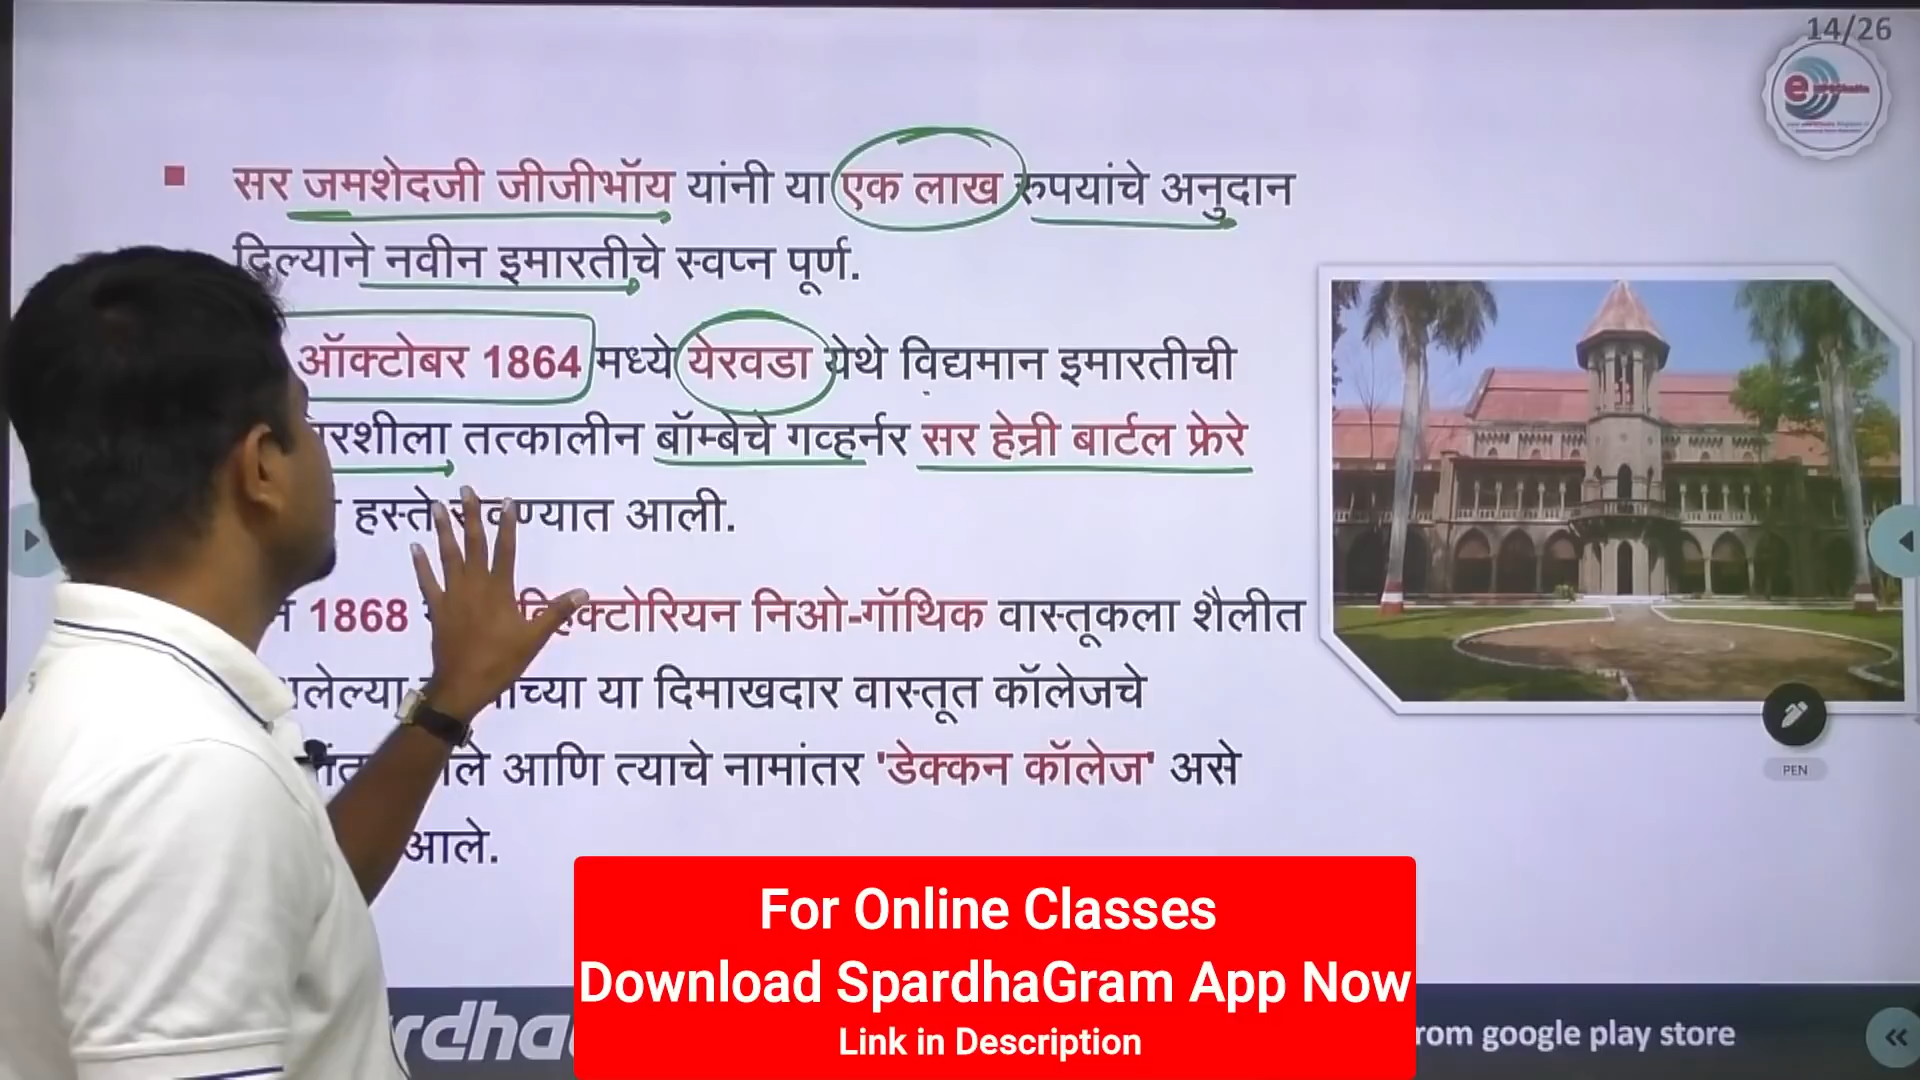 14/26
सर जमशेदजी जीजीभॉय यांनी या एक लाख रुपयांचे अनुदान
दिल्याने नवीन इमारतीचे स्वप्न पूर्ण.
ऑक्टोबर 1864 मध्ये येरवडा येथे विद्यमान इमारतीची
तत्कालीन बॉम्बेचे गव्हर्नर सर हेन्री बार्टल फ्रेरे
हस्ते आली.
1868 व्हिक्टोरियन निओ-गॉथिक वास्तूकला शैलीत
या दिमाखदार वास्तूत कॉलेजचे
आणि त्याचे नामांतर 'डेक्कन कॉलेज' असे
आले.
PEN
For Online Classes
Download SpardhaGram App Now
Link in Description
google play store